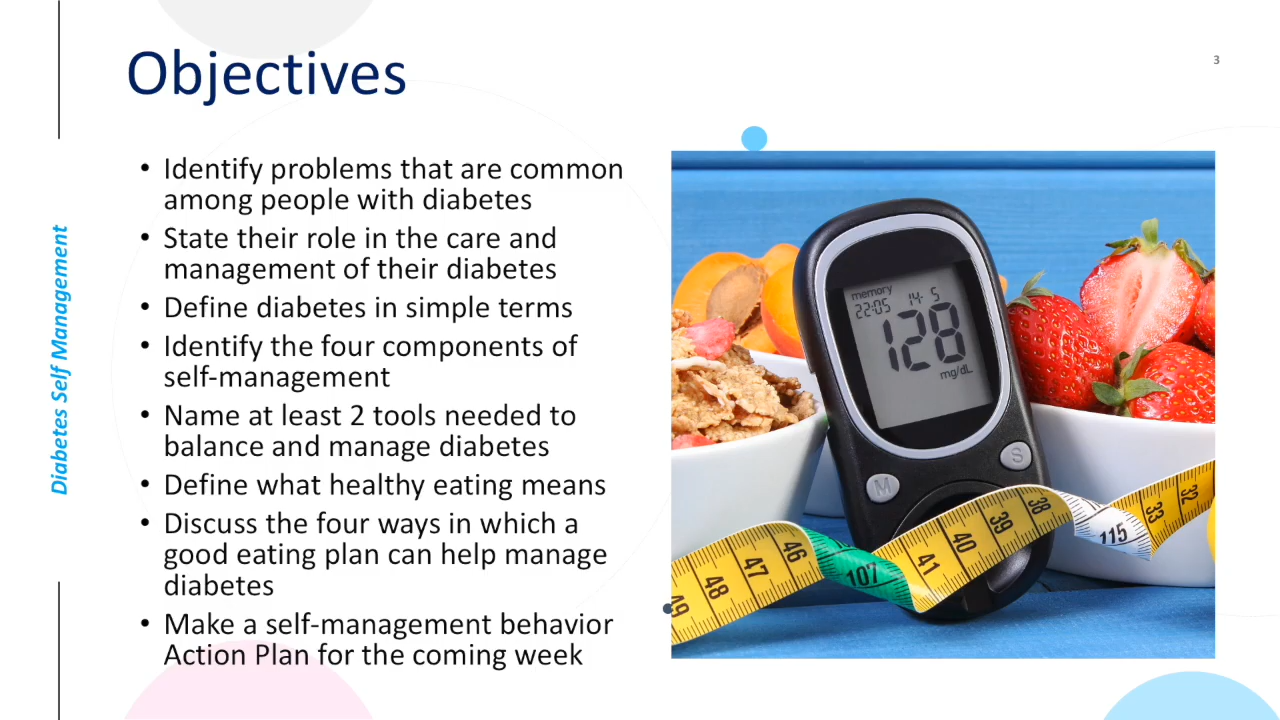 Objectives
3
Diabetes Self Management
• Identify problems that are common
among people with diabetes
• State their role in the care and
management of their diabetes
• Define diabetes in simple terms
• Identify the four components of
self-management
• Name at least 2 tools needed to
balance and manage diabetes
• Define what healthy eating means
• Discuss the four ways in which a
good eating plan can help manage
diabetes
• Make a self-management behavior
Action Plan for the coming week
memory
22:05 14- 5
128
mg/dL
M
S
49 48 47 46 107 41 40 39 38 115 33 32